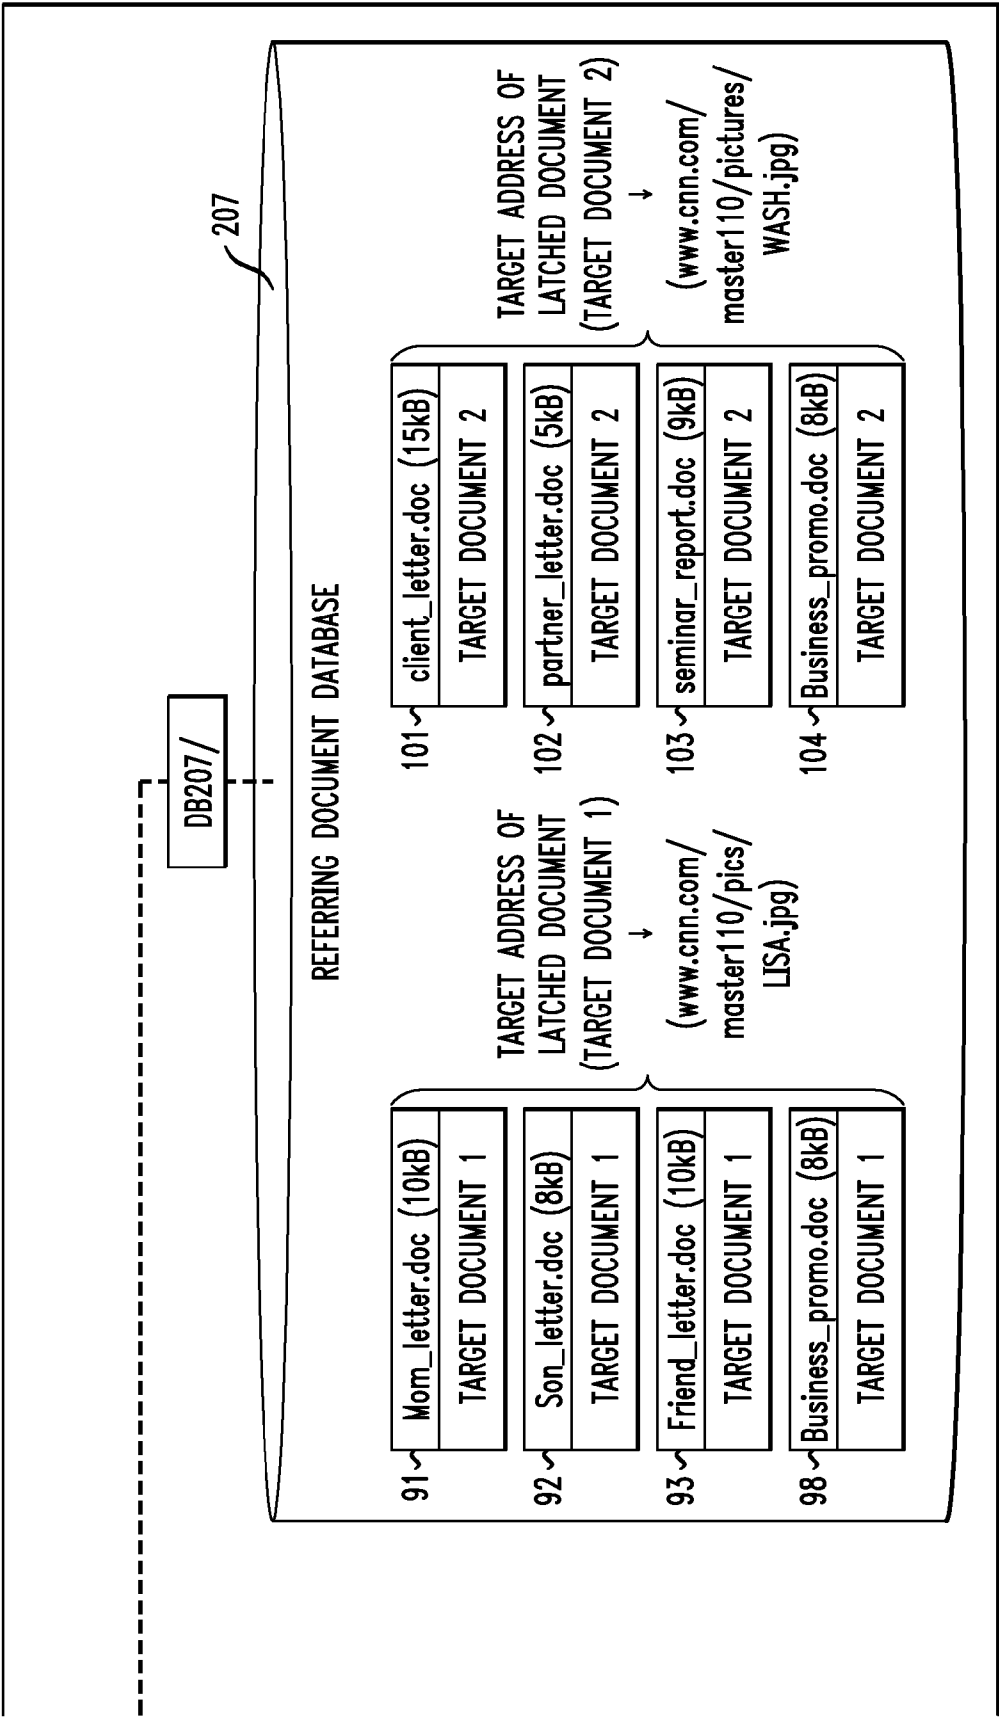 DB207/
207
REFERRING DOCUMENT DATABASE
91
Mom_letter.doc (10kB)
TARGET DOCUMENT 1
92
Son_letter.doc (8kB)
TARGET DOCUMENT 1
93
Friend_letter.doc (10kB)
TARGET DOCUMENT 1
98
Business_promo.doc (8kB)
TARGET DOCUMENT 1
TARGET ADDRESS OF
LATCHED DOCUMENT
(TARGET DOCUMENT 1)
↓
(www.cnn.com/
master110/pics/
LISA.jpg)
101
client_letter.doc (15kB)
TARGET DOCUMENT 2
102
partner_letter.doc (5kB)
TARGET DOCUMENT 2
103
seminar_report.doc (9kB)
TARGET DOCUMENT 2
104
Business_promo.doc (8kB)
TARGET DOCUMENT 2
TARGET ADDRESS OF
LATCHED DOCUMENT
(TARGET DOCUMENT 2)
↓
(www.cnn.com/
master110/pictures/
WASH.jpg)